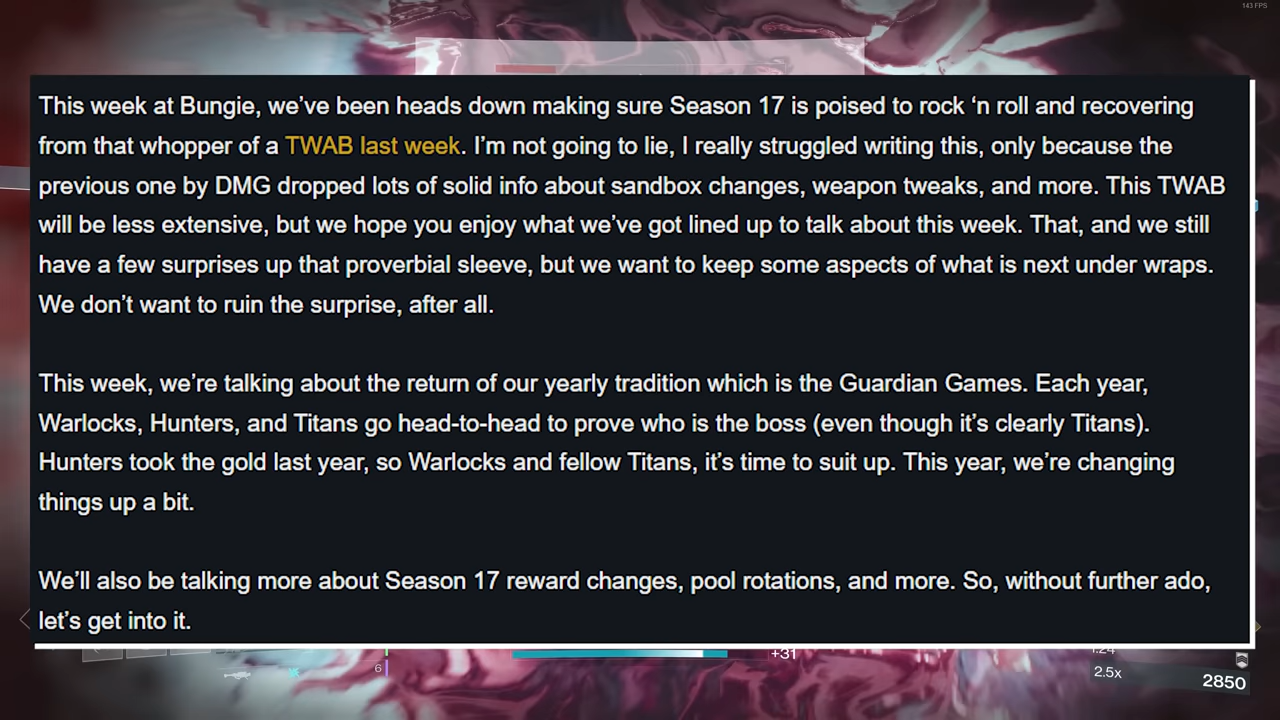 143 FPS
This week at Bungie, we’ve been heads down making sure Season 17 is poised to rock ‘n roll and recovering
from that whopper of a TWAB last week. I’m not going to lie, I really struggled writing this, only because the
previous one by DMG dropped lots of solid info about sandbox changes, weapon tweaks, and more. This TWAB
will be less extensive, but we hope you enjoy what we’ve got lined up to talk about this week. That, and we still
have a few surprises up that proverbial sleeve, but we want to keep some aspects of what is next under wraps.
We don’t want to ruin the surprise, after all.
This week, we’re talking about the return of our yearly tradition which is the Guardian Games. Each year,
Warlocks, Hunters, and Titans go head-to-head to prove who is the boss (even though it’s clearly Titans).
Hunters took the gold last year, so Warlocks and fellow Titans, it’s time to suit up. This year, we’re changing
things up a bit.
We’ll also be talking more about Season 17 reward changes, pool rotations, and more. So, without further ado,
let’s get into it.
+31
1.24
6
2.5x
2850